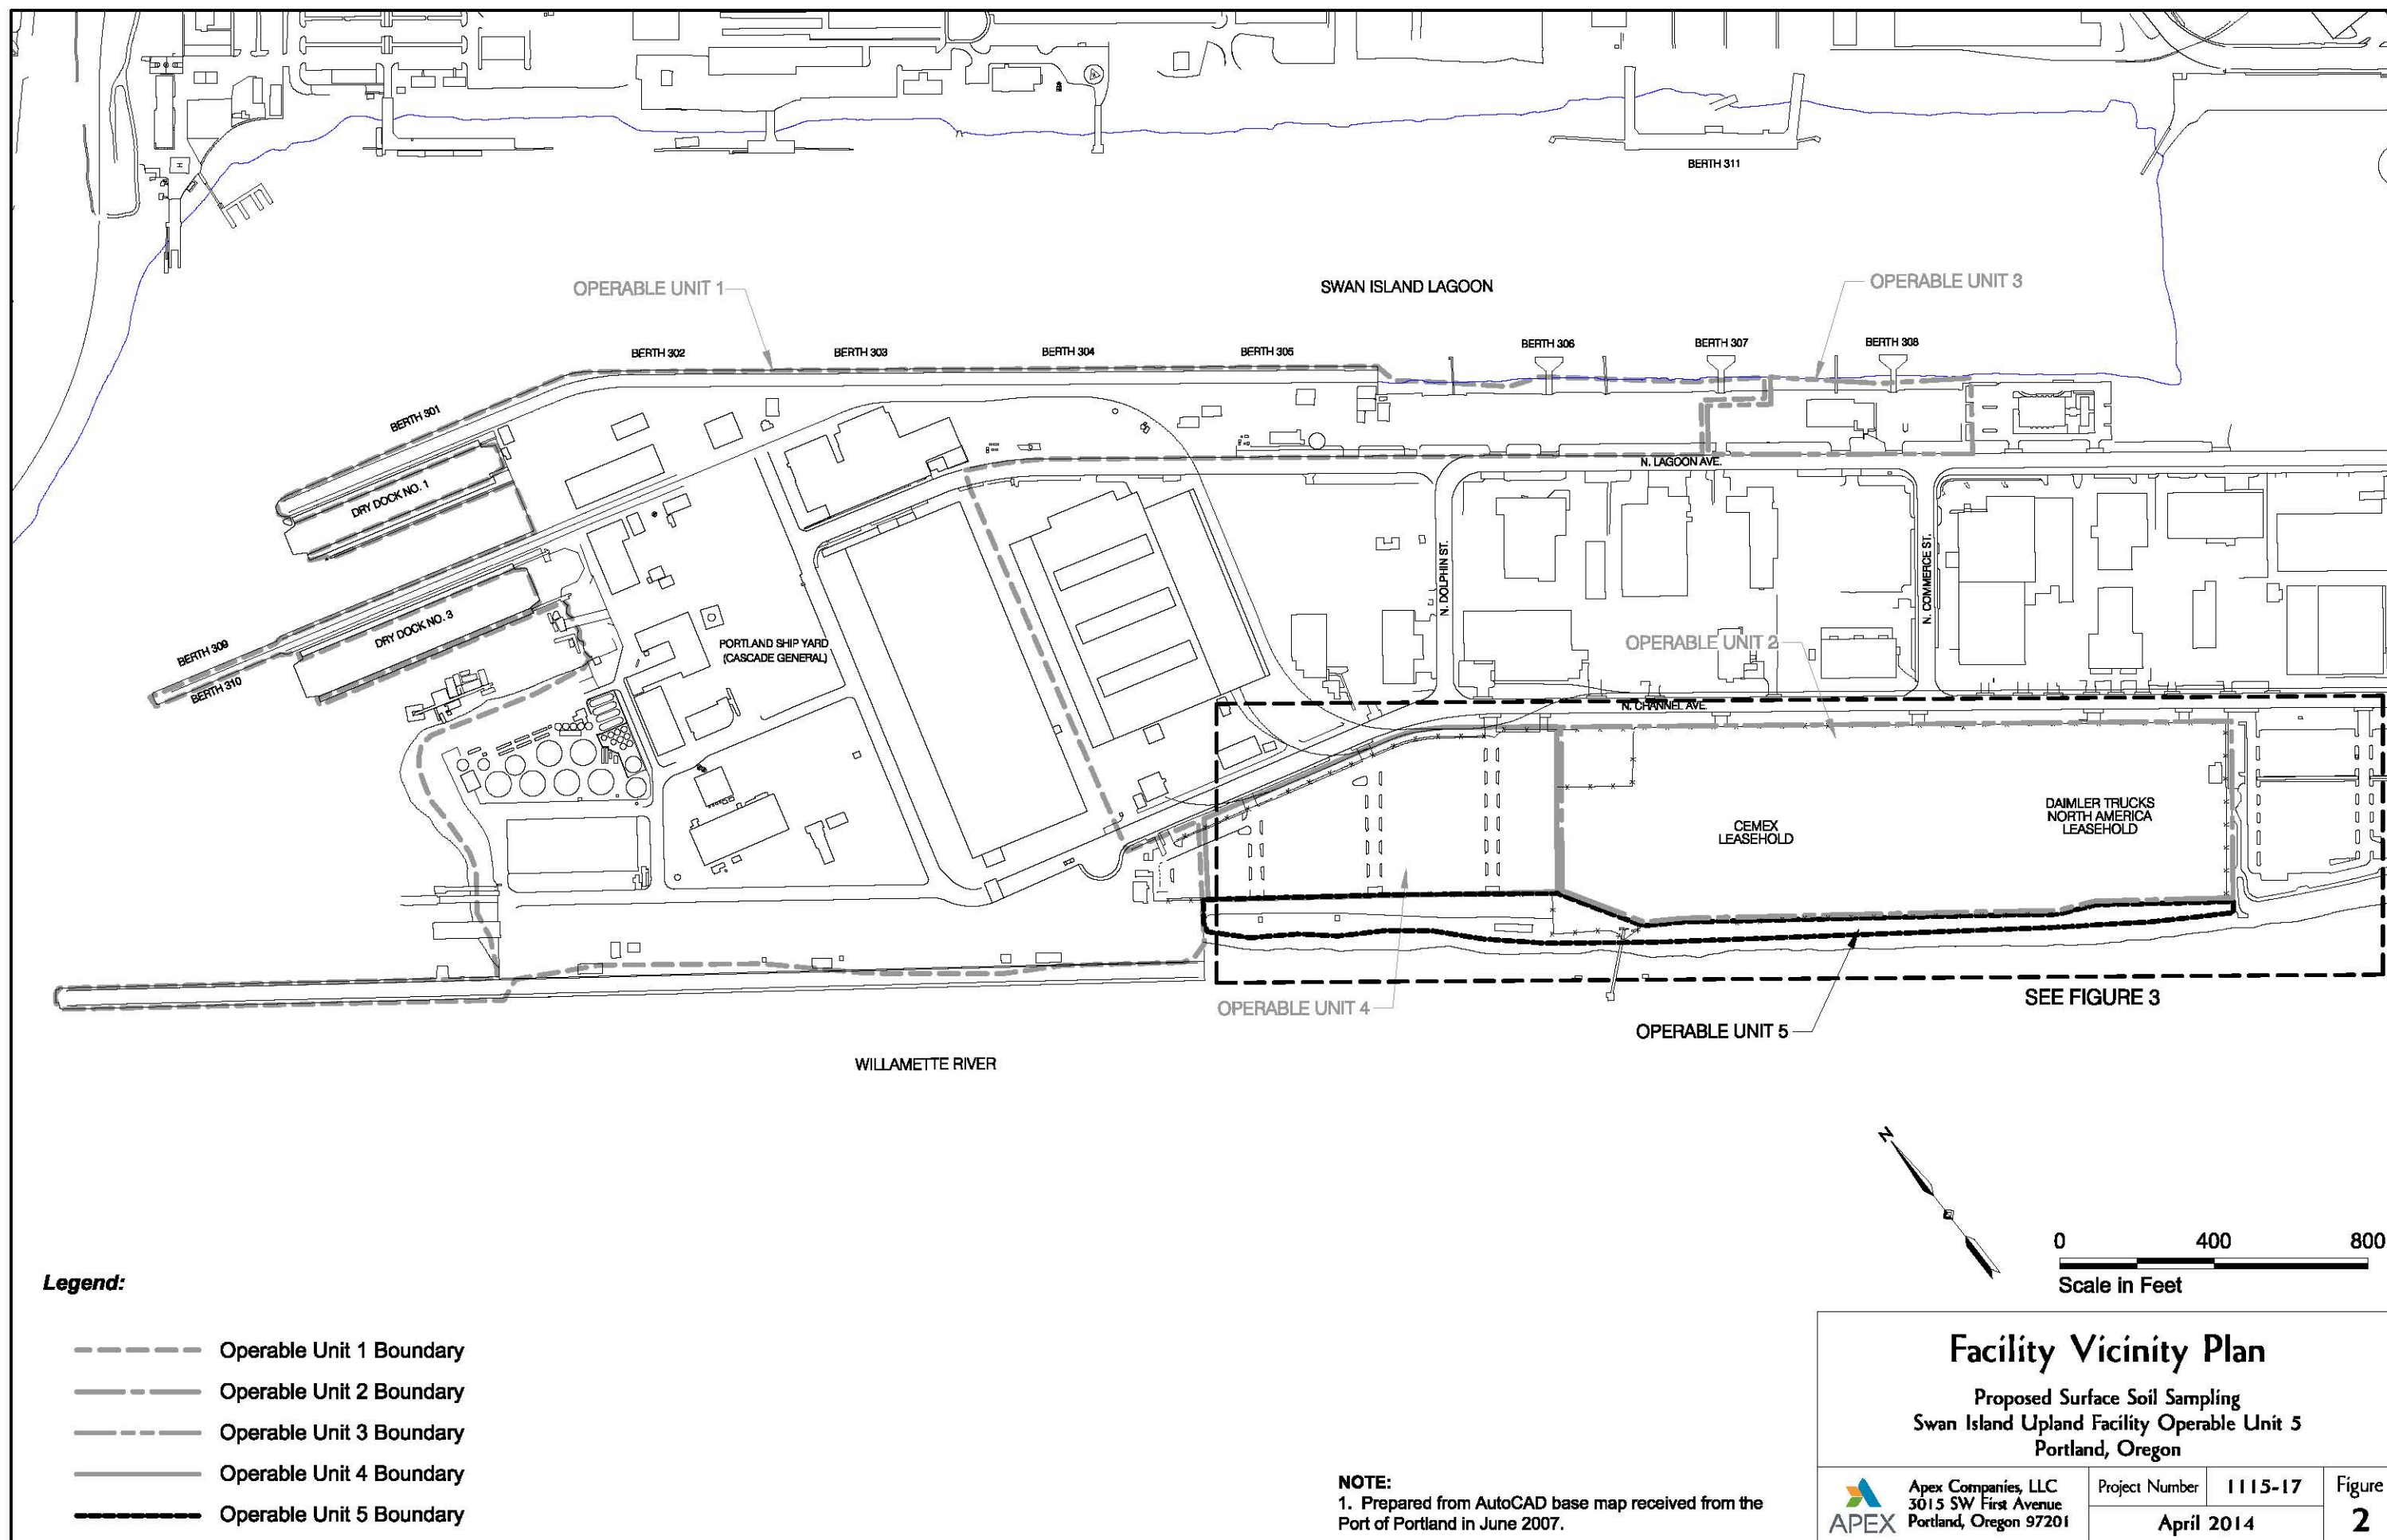 BERTH 311
OPERABLE UNIT 1
SWAN ISLAND LAGOON
OPERABLE UNIT 3
BERTH 302
BERTH 303
BERTH 304
BERTH 305
BERTH 306
BERTH 307
BERTH 308
BERTH 301
DRY DOCK NO. 1
N. LAGOON AVE.
N. DOLPHIN ST.
N. COMMERCE ST.
DRY DOCK NO. 3
BERTH 309
BERTH 310
PORTLAND SHIP YARD
(CASCADE GENERAL)
OPERABLE UNIT 2
N. CHANNEL AVE.
CEMEX
LEASEHOLD
DAIMLER TRUCKS
NORTH AMERICA
LEASEHOLD
OPERABLE UNIT 4
SEE FIGURE 3
OPERABLE UNIT 5
WILLAMETTE RIVER
N
0 400 800
Scale in Feet
Legend:
Operable Unit 1 Boundary
Operable Unit 2 Boundary
Operable Unit 3 Boundary
Operable Unit 4 Boundary
Operable Unit 5 Boundary
NOTE:
1. Prepared from AutoCAD base map received from the
Port of Portland in June 2007.
Facility Vicinity Plan
Proposed Surface Soil Sampling
Swan Island Upland Facility Operable Unit 5
Portland, Oregon
APEX
Apex Companies, LLC
3015 SW First Avenue
Portland, Oregon 97201
Project Number 1115-17
April 2014
Figure
2